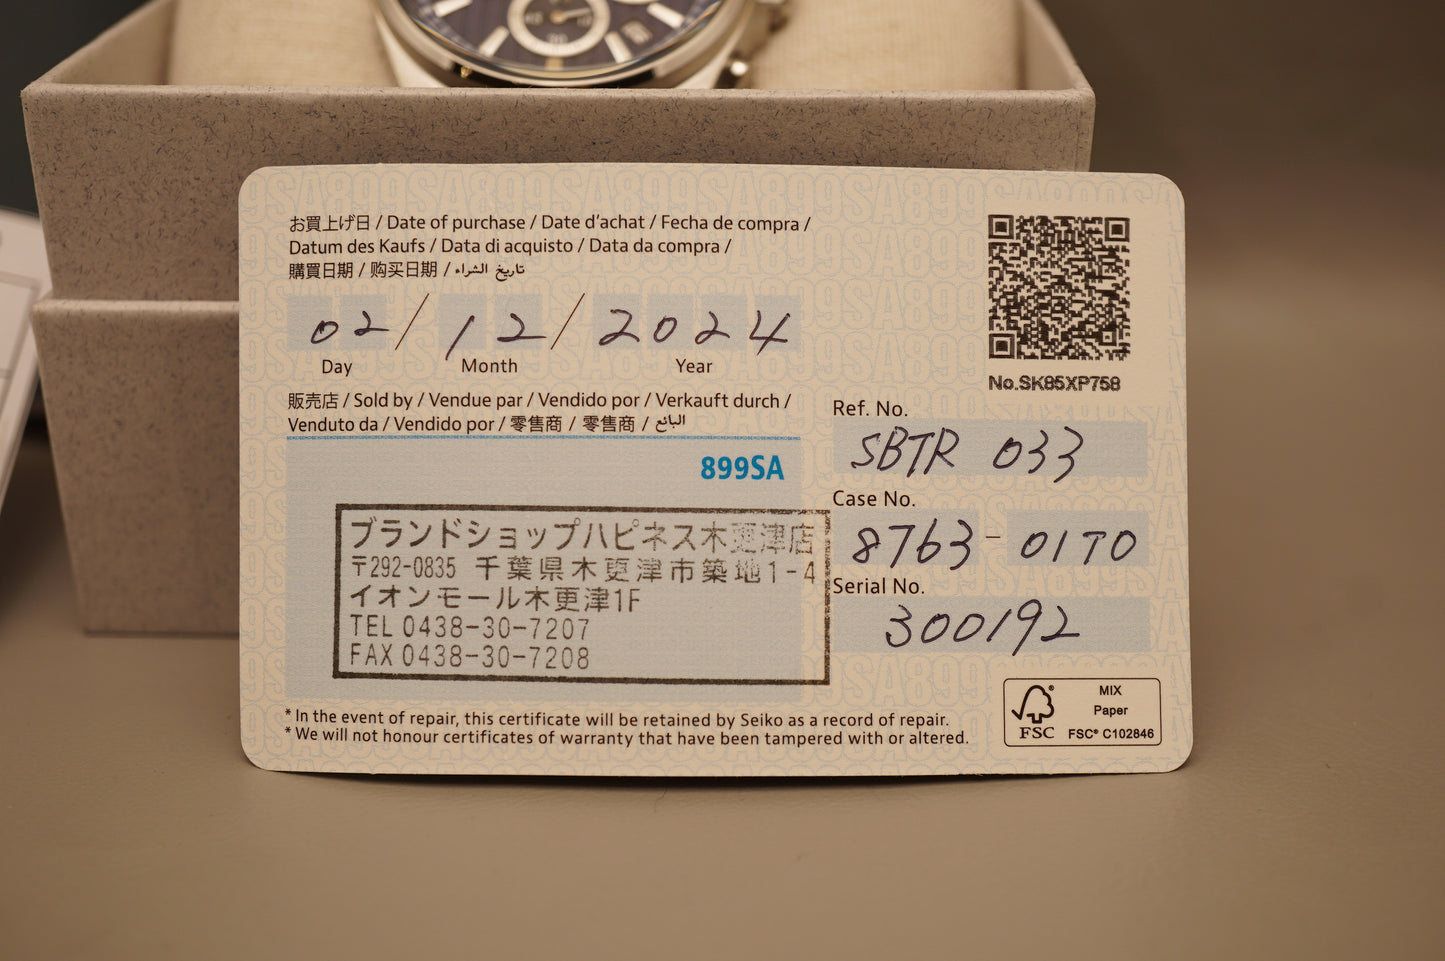 お買上げ日 / Date of purchase / Date d'achat / Fecha de compra /
Datum des Kaufs / Data di acquisto / Data da compra /
購買日期 / 购买日期 / تاريخ الشراء
02 / 12 / 2024
Day Month Year
販売店 / Sold by / Vendue par / Vendido por / Verkauft durch /
Venduto da / Vendido por / 零售商 / 零售商 / البائع
899SA
ブランドショップハピネス木更津店
〒292-0835 千葉県木更津市築地1-4
イオンモール木更津1F
TEL 0438-30-7207
FAX 0438-30-7208
No.SK85XP758
Ref. No.
SBTR 033
Case No.
8763 - 01T0
Serial No.
300192
* In the event of repair, this certificate will be retained by Seiko as a record of repair.
* We will not honour certificates of warranty that have been tampered with or altered.
FSC
MIX
Paper
FSC® C102846